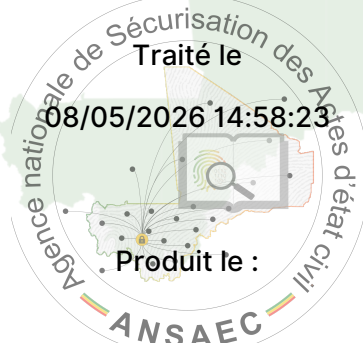 Agence nationale de Sécurisation des Actes d'état civil
Traité le
08/05/2026 14:58:23
Produit le :
ANSAEC